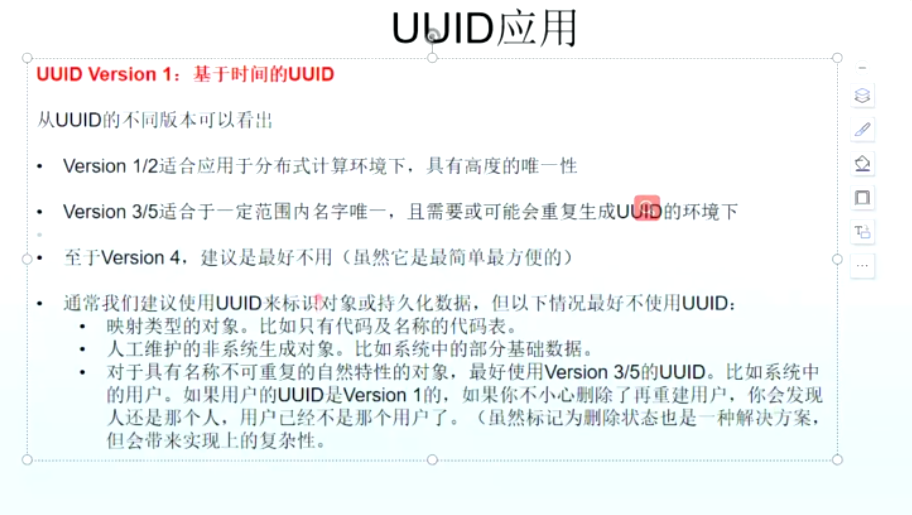 UUID应用
UUID Version 1：基于时间的UUID
从UUID的不同版本可以看出
• Version 1/2适合应用于分布式计算环境下，具有高度的唯一性
• Version 3/5适合于一定范围内名字唯一，且需要或可能会重复生成UUID的环境下
• 至于Version 4，建议是最好不用（虽然它是最简单最方便的）
• 通常我们建议使用UUID来标识对象或持久化数据，但以下情况最好不使用UUID：
• 映射类型的对象。比如只有代码及名称的代码表。
• 人工维护的非系统生成对象。比如系统中的部分基础数据。
• 对于具有名称不可重复的自然特性的对象，最好使用Version 3/5的UUID。比如系统中
的用户。如果用户的UUID是Version 1的，如果你不小心删除了再重建用户，你会发现
人还是那个人，用户已经不是那个用户了。（虽然标记为删除状态也是一种解决方案，
但会带来实现上的复杂性。